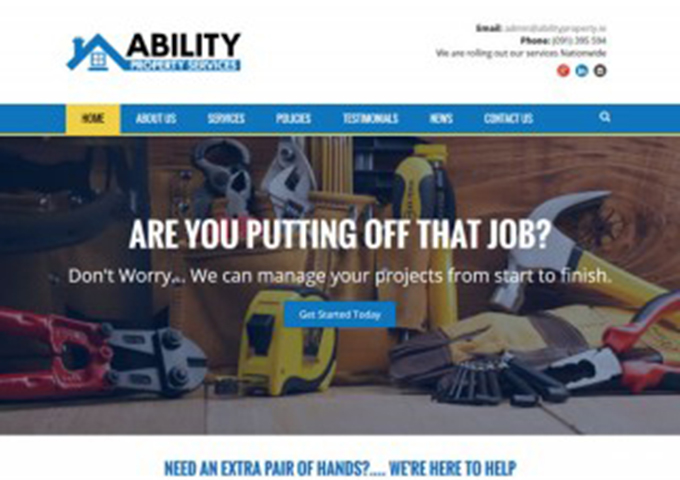 ABILITY
PROPERTY SERVICES
Email: admin@abilityproperty.ie
Phone: (091) 395 594
We are rolling out our services Nationwide
HOME ABOUT US SERVICES POLICIES TESTIMONIALS NEWS CONTACT US
ARE YOU PUTTING OFF THAT JOB?
Don't Worry... We can manage your projects from start to finish.
Get Started Today
NEED AN EXTRA PAIR OF HANDS?.... WE'RE HERE TO HELP